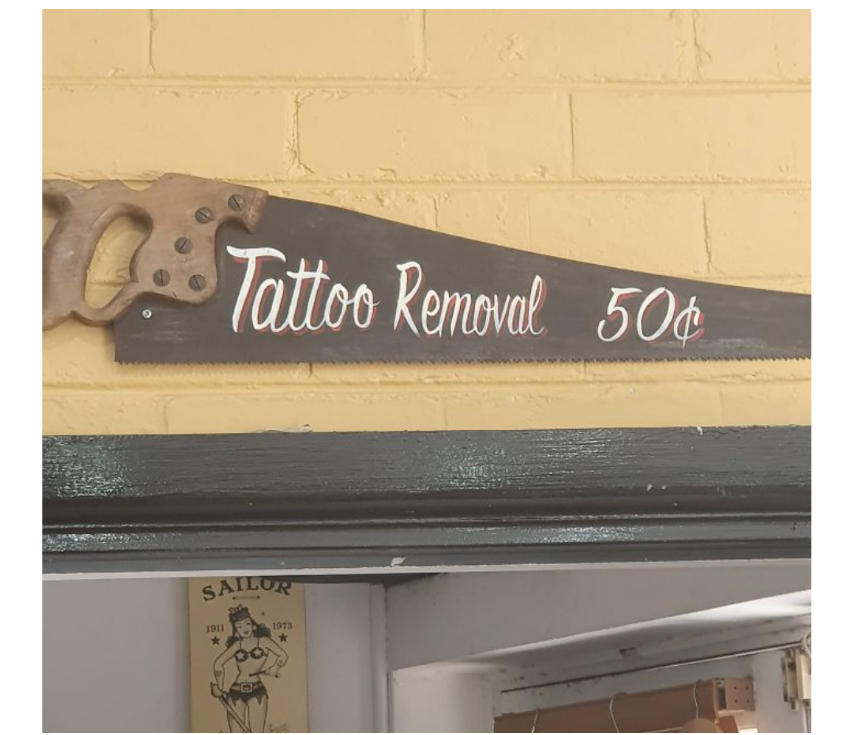 Tattoo Removal 50¢
SAILOR
1911 1973